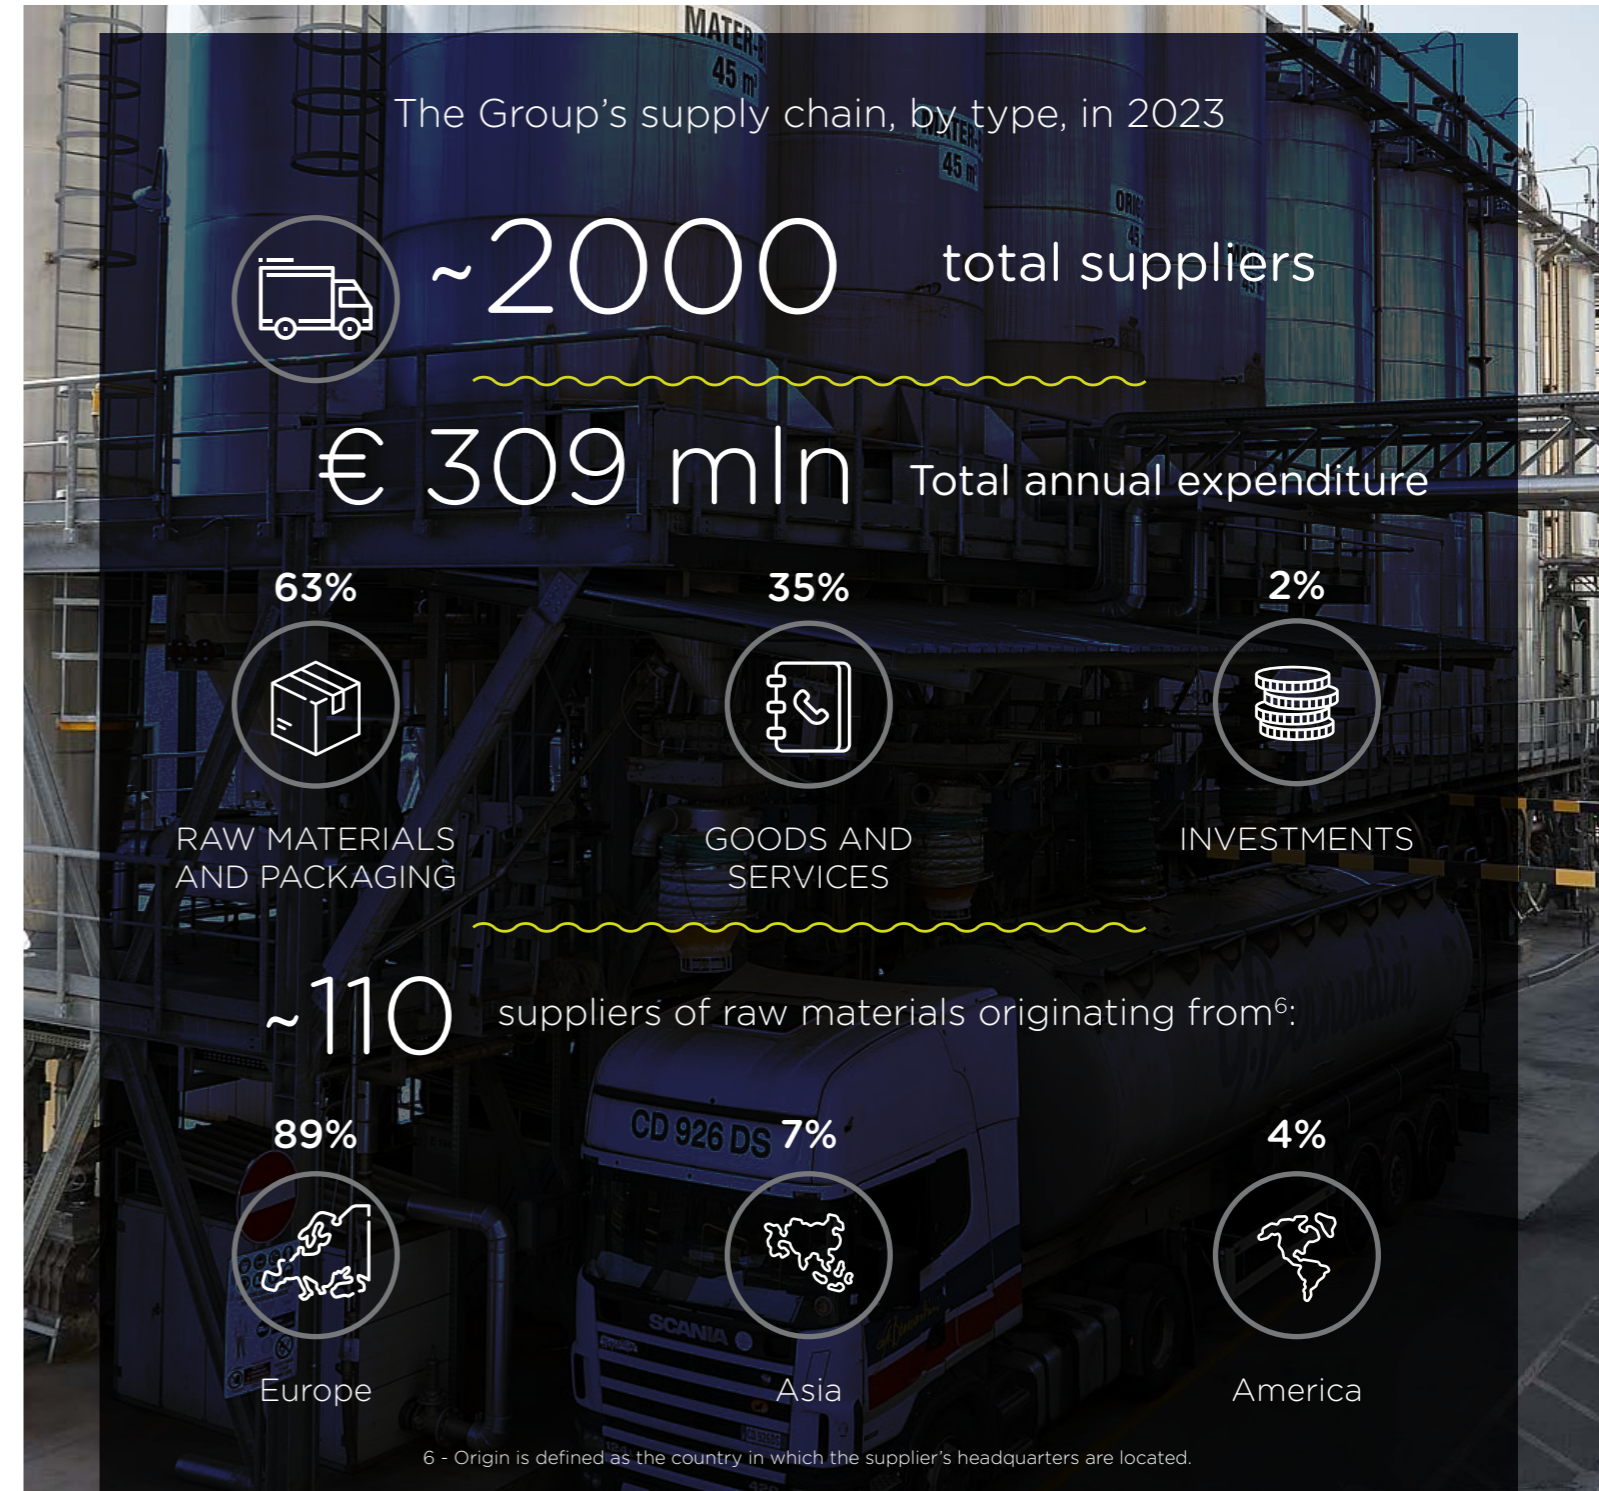 MATER-B
45 m³
The Group's supply chain, by type, in 2023
45 m³
~2000 total suppliers
€ 309 mln Total annual expenditure
63% 35% 2%
RAW MATERIALS
AND PACKAGING
GOODS AND
SERVICES
INVESTMENTS
~110 suppliers of raw materials originating from⁶:
CD 926 DS
89% 7% 4%
SCANIA
Europe Asia America
6 - Origin is defined as the country in which the supplier's headquarters are located.